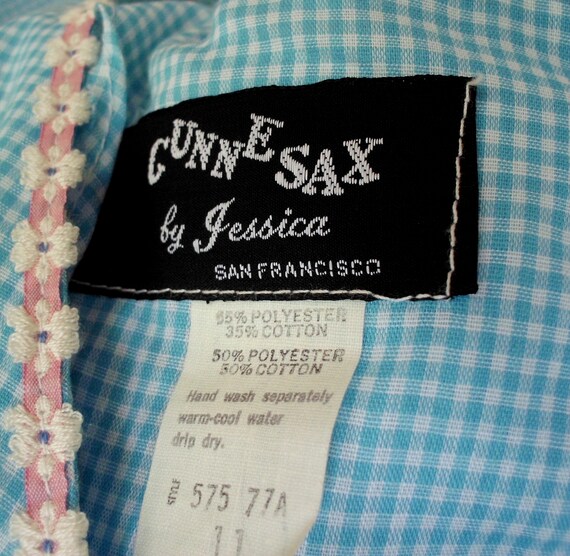 GUNNE SAX
by Jessica
SAN FRANCISCO
65% POLYESTER
35% COTTON
50% POLYESTER
50% COTTON
Hand wash separately
warm-cool water
drip dry.
575 77A
11